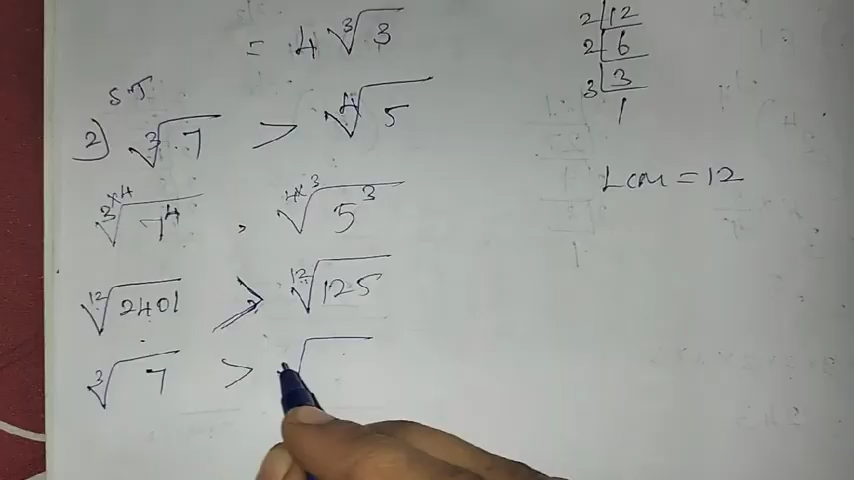 = 4 ∛3
S.T
2) ∛7 > ∜5
³ˣ⁴√7⁴ , ⁴ˣ³√5³
¹²√2401 > ¹²√125
∛7 > √
2 | 12
2 | 6
3 | 3
1
LCM = 12